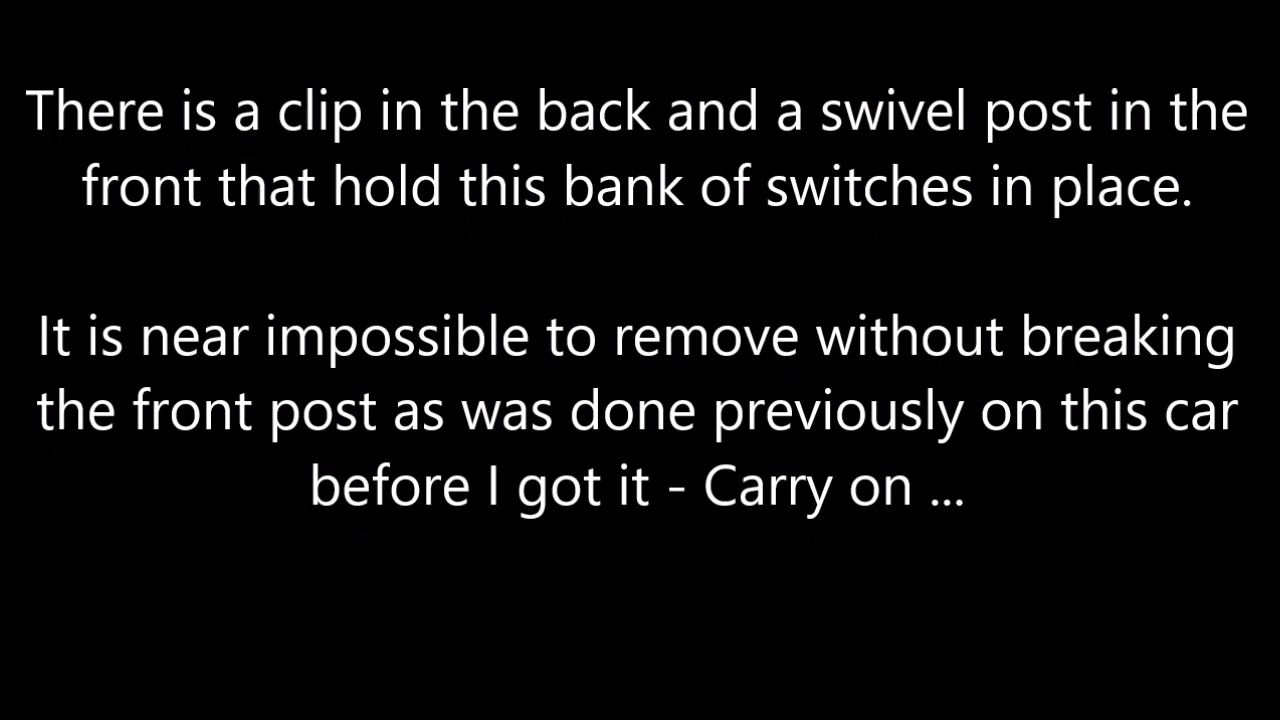 There is a clip in the back and a swivel post in the
front that hold this bank of switches in place.
It is near impossible to remove without breaking
the front post as was done previously on this car
before I got it - Carry on ...